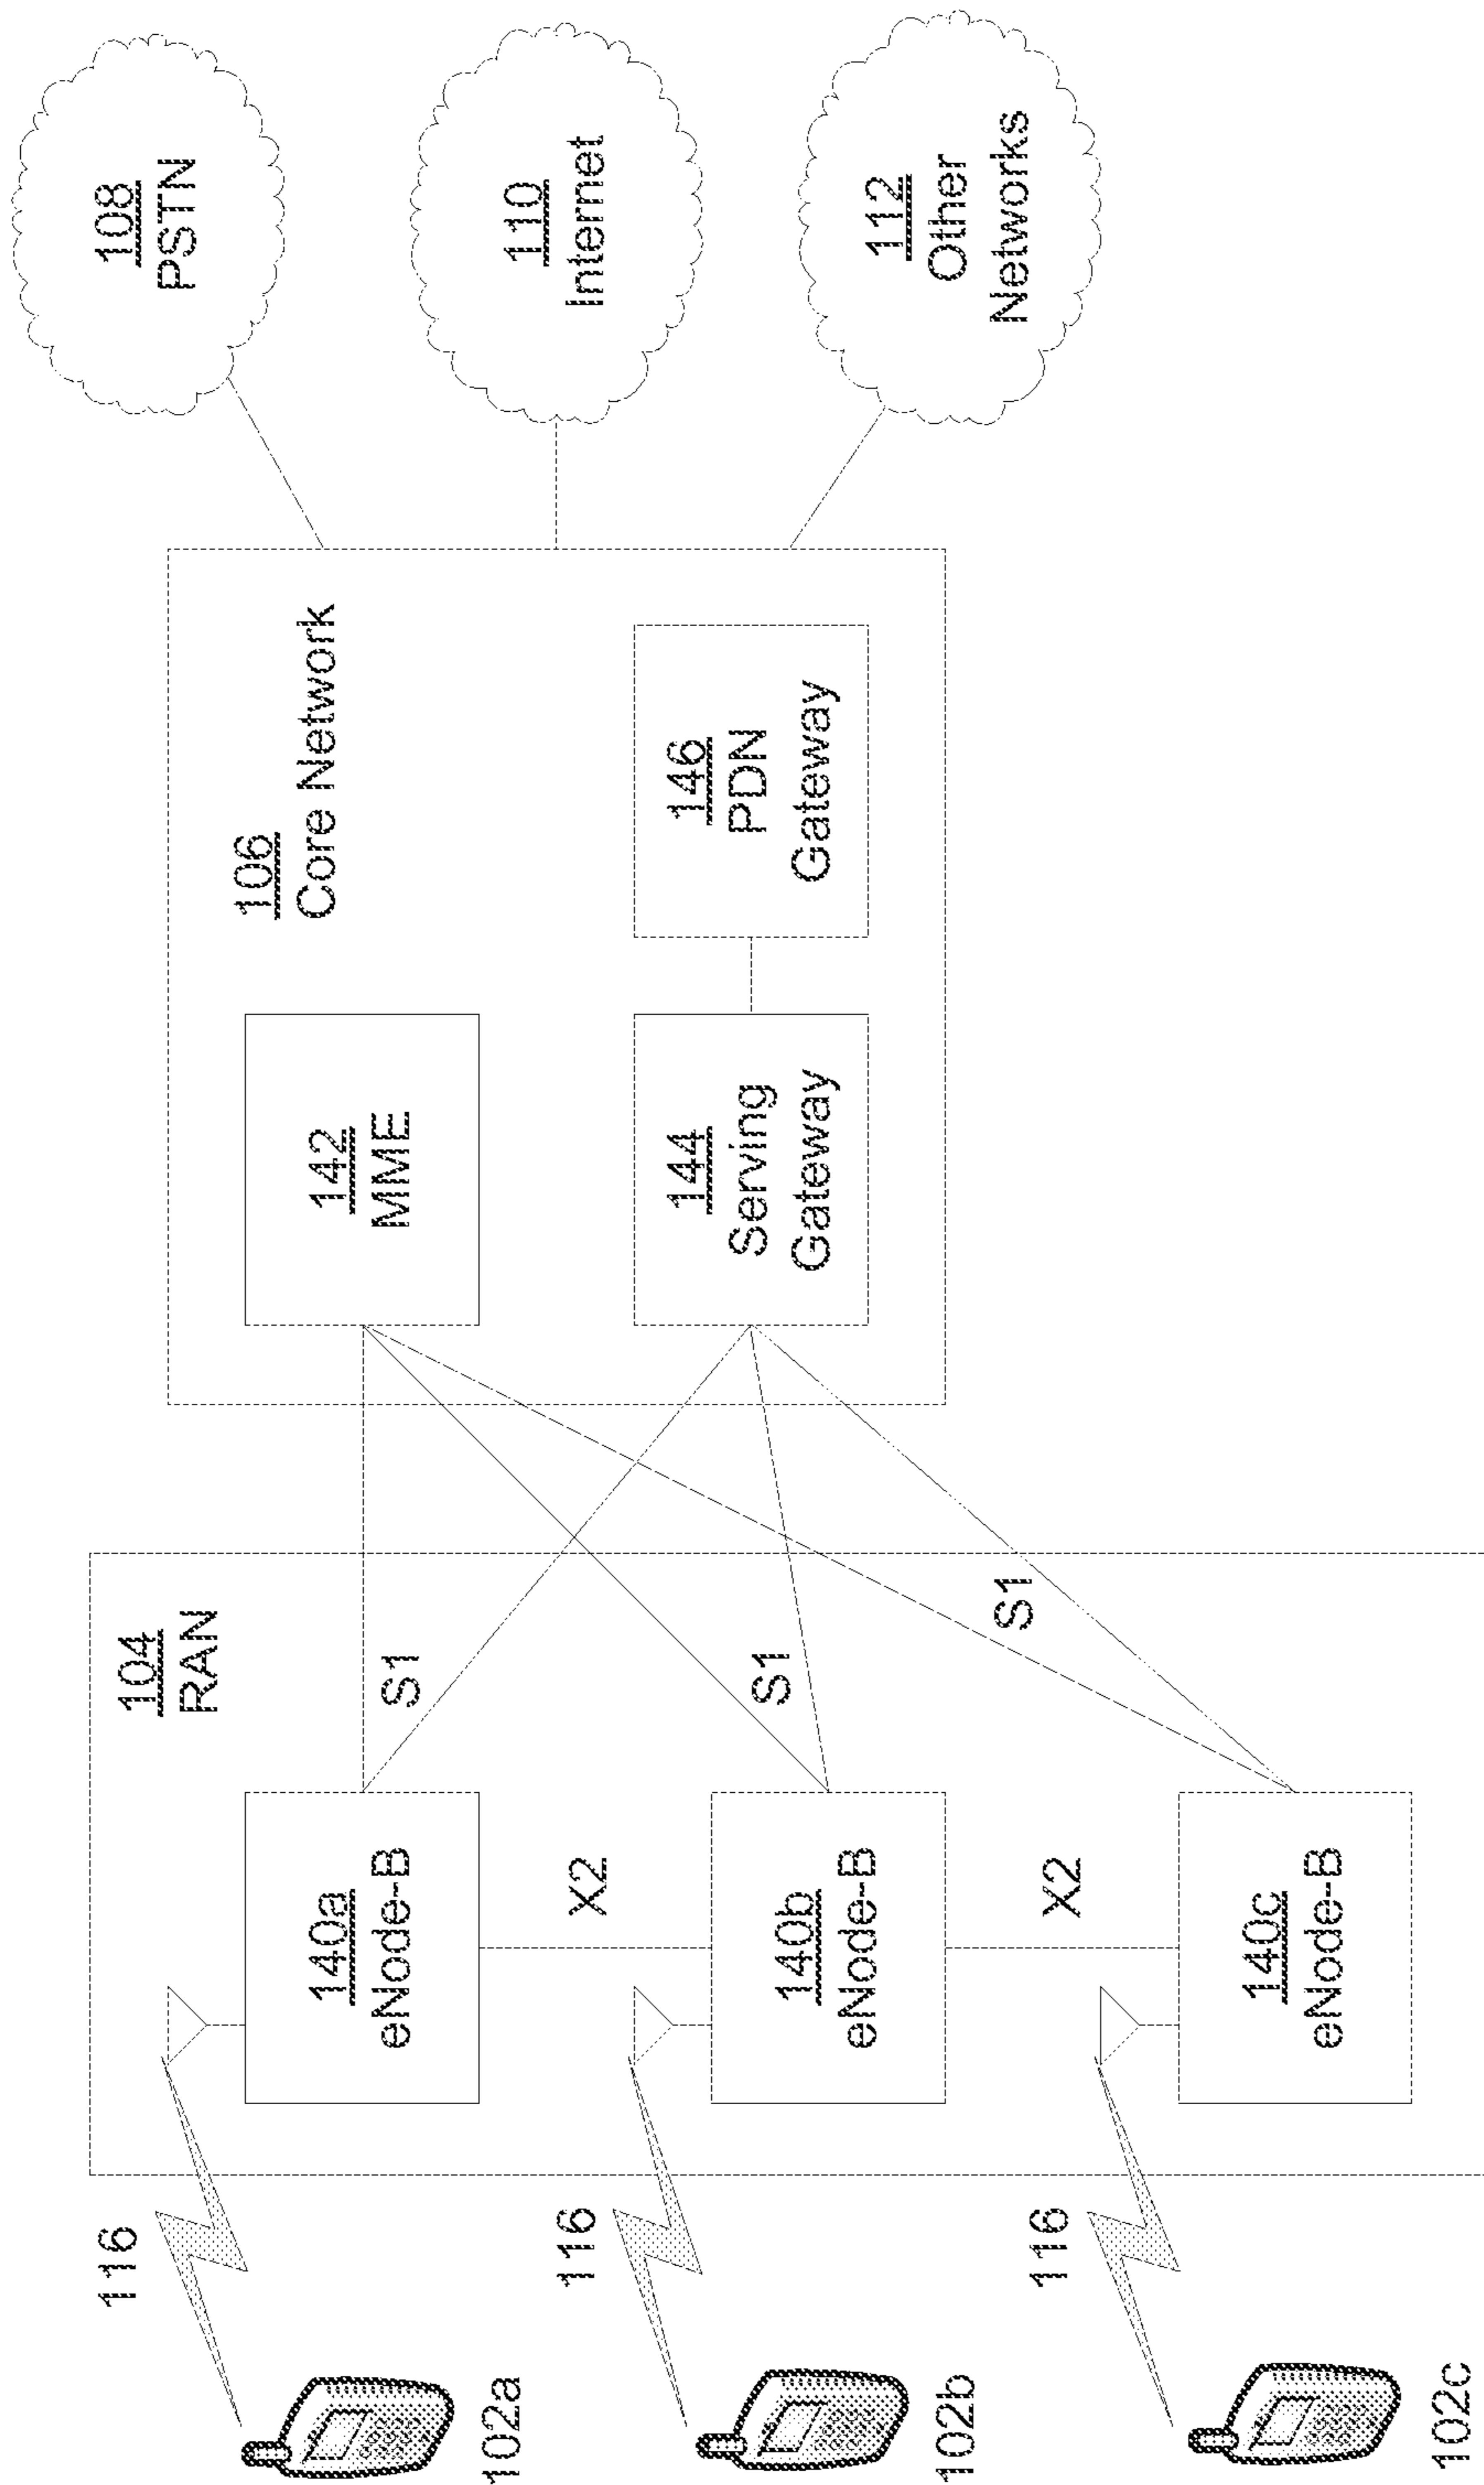 104
RAN
106
Core Network
108
PSTN
116
102a
140a
eNode-B
S1
142
MME
X2
110
Internet
116
102b
140b
eNode-B
S1
144
Serving
Gateway
146
PDN
Gateway
X2
S1
112
Other
Networks
116
102c
140c
eNode-B